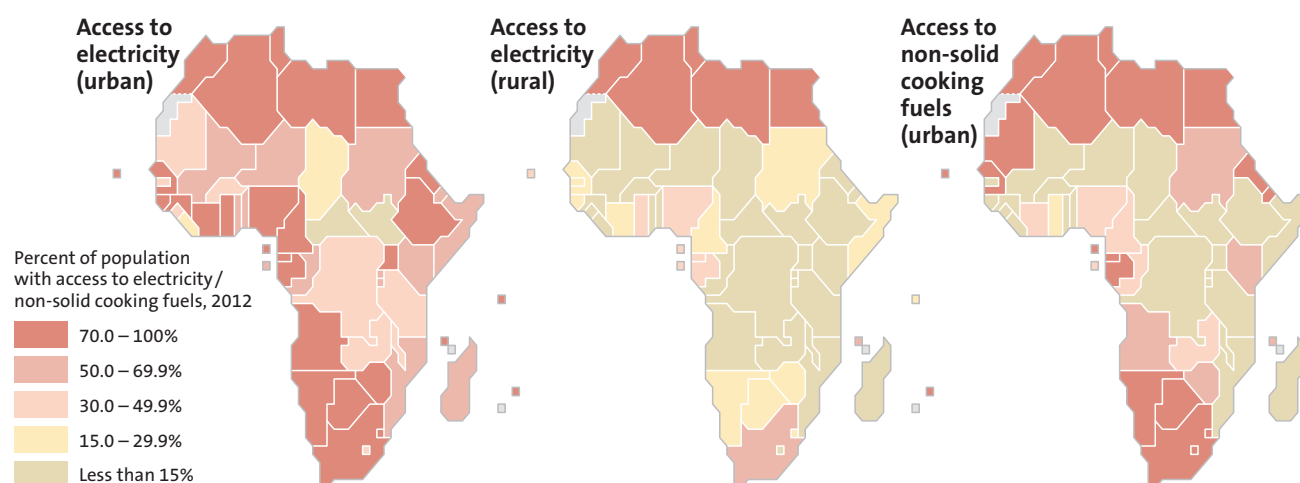 Access to
electricity
(urban)
Access to
electricity
(rural)
Access to
non-solid
cooking
fuels
(urban)
Percent of population
with access to electricity/
non-solid cooking fuels, 2012
70.0 – 100%
50.0 – 69.9%
30.0 – 49.9%
15.0 – 29.9%
Less than 15%